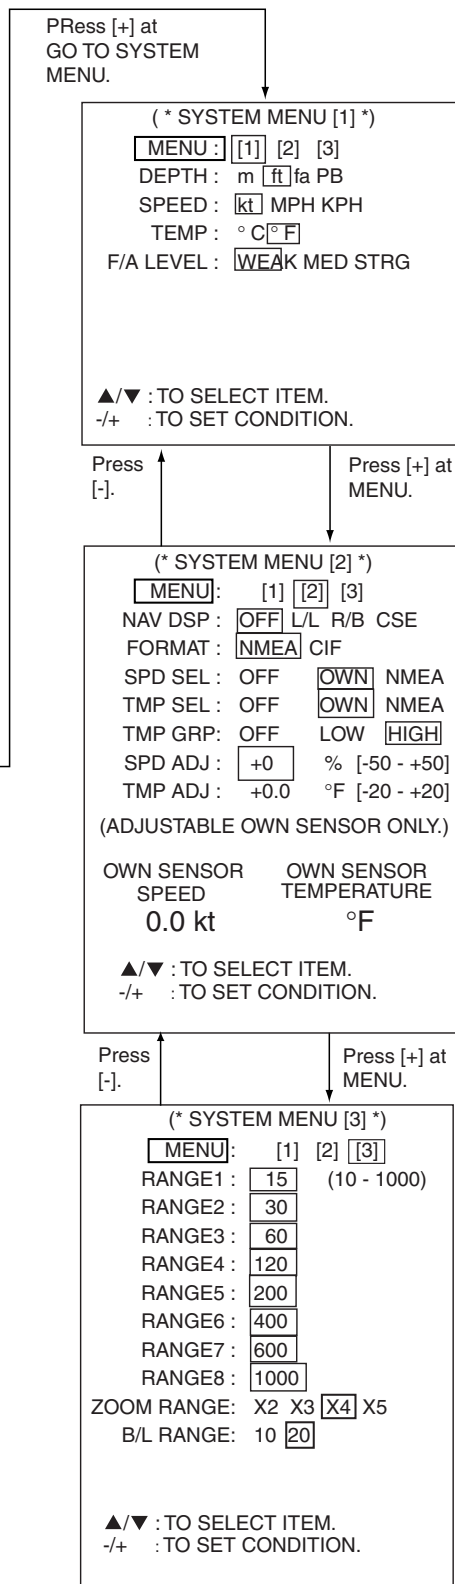 PRess [+] at
GO TO SYSTEM
MENU.
( * SYSTEM MENU [1] *)
MENU : [1] [2] [3]
DEPTH : m ft fa PB
SPEED : kt MPH KPH
TEMP : ° C ° F
F/A LEVEL : WEAK MED STRG
▲/▼ : TO SELECT ITEM.
-/+ : TO SET CONDITION.
Press
[-].
Press [+] at
MENU.
(* SYSTEM MENU [2] *)
MENU: [1] [2] [3]
NAV DSP : OFF L/L R/B CSE
FORMAT : NMEA CIF
SPD SEL : OFF OWN NMEA
TMP SEL : OFF OWN NMEA
TMP GRP: OFF LOW HIGH
SPD ADJ : +0 % [-50 - +50]
TMP ADJ : +0.0 °F [-20 - +20]
(ADJUSTABLE OWN SENSOR ONLY.)
OWN SENSOR OWN SENSOR
SPEED TEMPERATURE
0.0 kt °F
▲/▼ : TO SELECT ITEM.
-/+ : TO SET CONDITION.
Press
[-].
Press [+] at
MENU.
(* SYSTEM MENU [3] *)
MENU: [1] [2] [3]
RANGE1 : 15 (10 - 1000)
RANGE2 : 30
RANGE3 : 60
RANGE4 : 120
RANGE5 : 200
RANGE6 : 400
RANGE7 : 600
RANGE8 : 1000
ZOOM RANGE: X2 X3 X4 X5
B/L RANGE: 10 20
▲/▼ : TO SELECT ITEM.
-/+ : TO SET CONDITION.